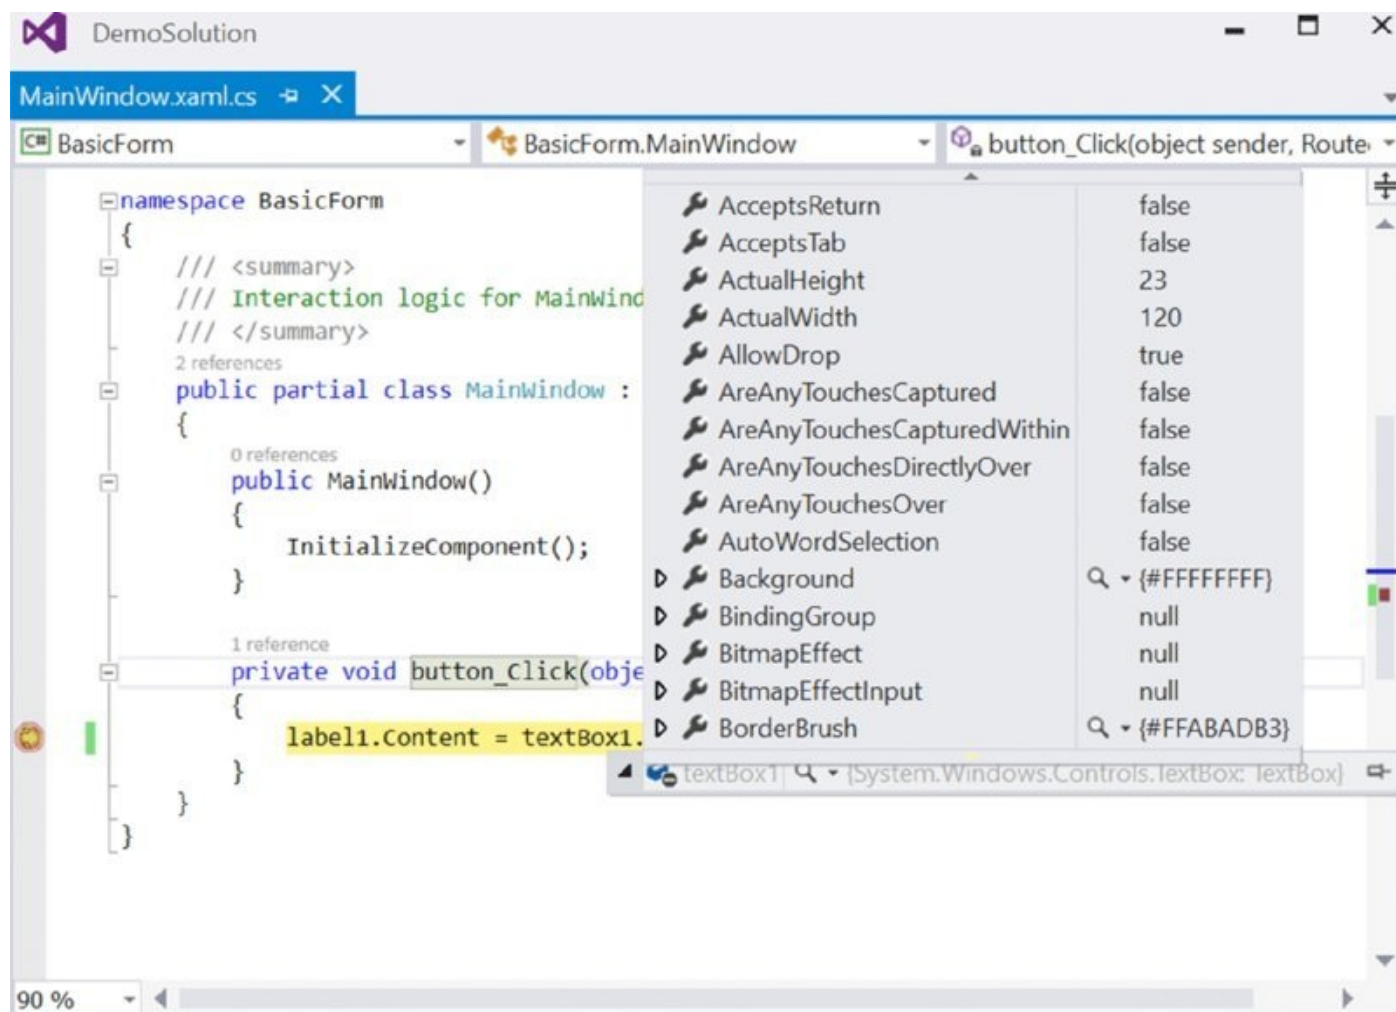 DemoSolution
MainWindow.xaml.cs
C# BasicForm BasicForm.MainWindow button_Click(object sender, Route
namespace BasicForm
{
/// <summary>
/// Interaction logic for MainWind
/// </summary>
2 references
public partial class MainWindow :
{
0 references
public MainWindow()
{
InitializeComponent();
}
1 reference
private void button_Click(obje
{
label1.Content = textBox1.
}
}
}
AcceptsReturn false
AcceptsTab false
ActualHeight 23
ActualWidth 120
AllowDrop true
AreAnyTouchesCaptured false
AreAnyTouchesCapturedWithin false
AreAnyTouchesDirectlyOver false
AreAnyTouchesOver false
AutoWordSelection false
Background {#FFFFFFFF}
BindingGroup null
BitmapEffect null
BitmapEffectInput null
BorderBrush {#FFABADB3}
textBox1 {System.Windows.Controls.TextBox: TextBox}
90 %